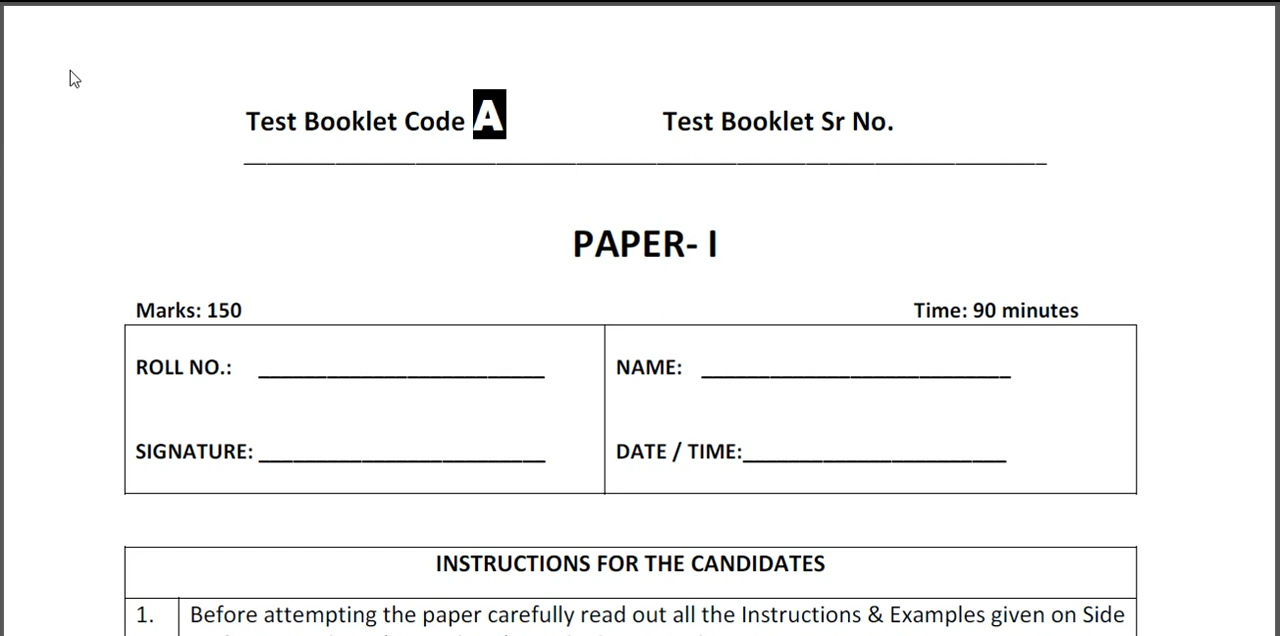 Test Booklet Code A Test Booklet Sr No.
PAPER- I
Marks: 150 Time: 90 minutes
ROLL NO.: NAME:
SIGNATURE: DATE / TIME:
INSTRUCTIONS FOR THE CANDIDATES
1. Before attempting the paper carefully read out all the Instructions & Examples given on Side